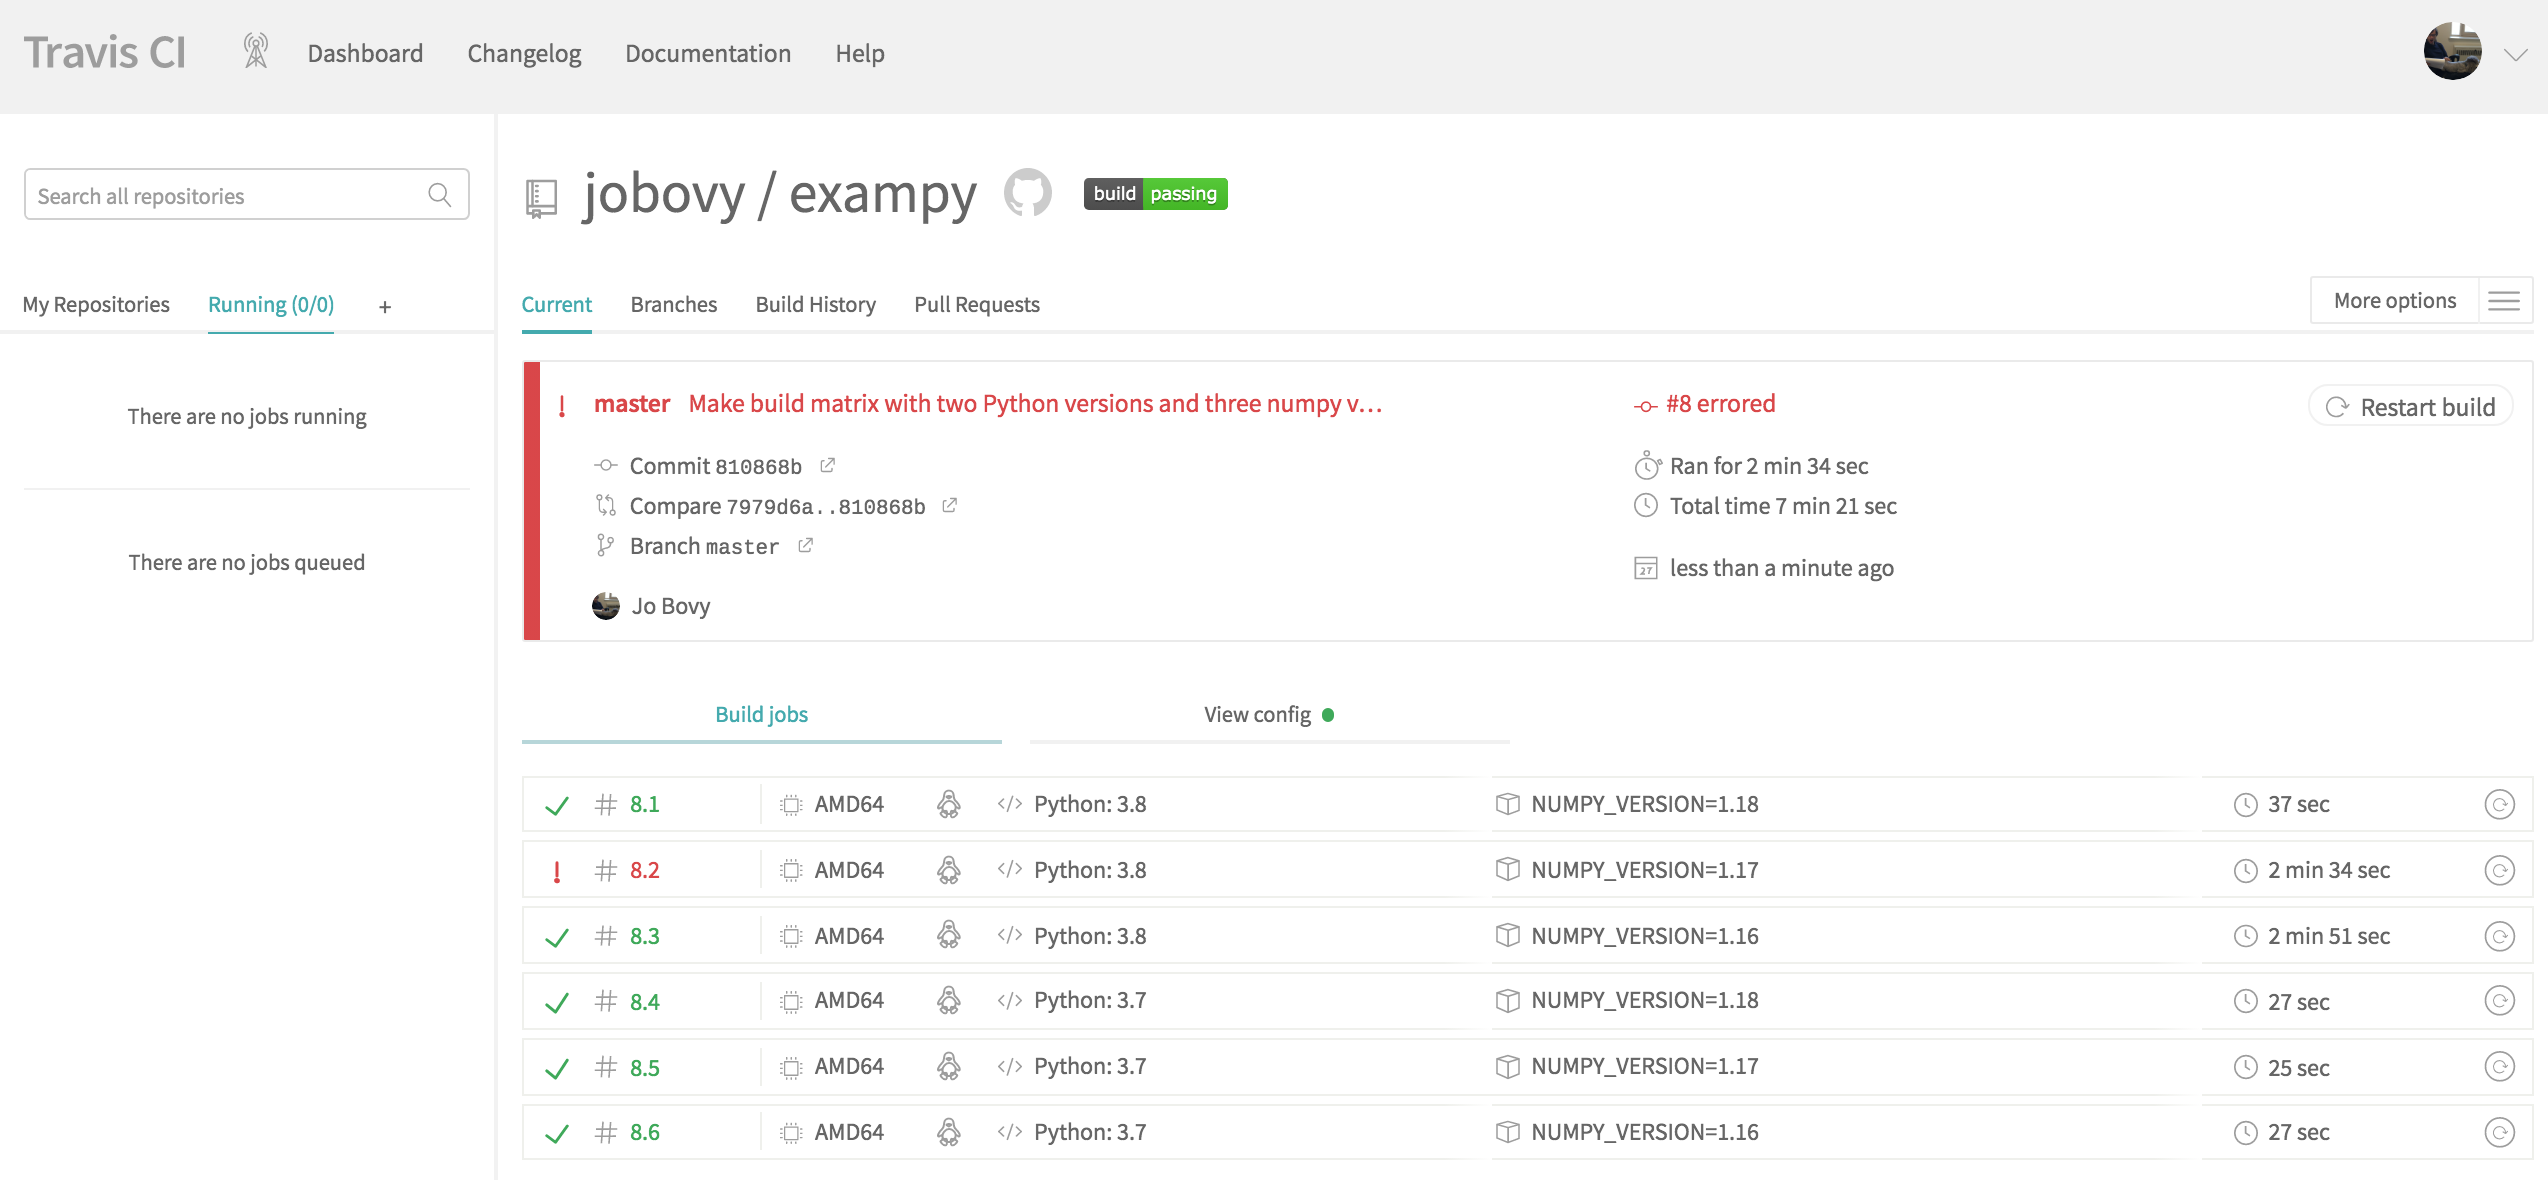 Travis CI Dashboard Changelog Documentation Help
Search all repositories
My Repositories Running (0/0) +
There are no jobs running
There are no jobs queued
jobovy / exampy build passing
Current Branches Build History Pull Requests More options
! master Make build matrix with two Python versions and three numpy v…
Commit 810868b
Compare 7979d6a..810868b
Branch master
Jo Bovy
#8 errored
Ran for 2 min 34 sec
Total time 7 min 21 sec
27 less than a minute ago
Restart build
Build jobs View config
# 8.1 AMD64 </> Python: 3.8 NUMPY_VERSION=1.18 37 sec
! # 8.2 AMD64 </> Python: 3.8 NUMPY_VERSION=1.17 2 min 34 sec
# 8.3 AMD64 </> Python: 3.8 NUMPY_VERSION=1.16 2 min 51 sec
# 8.4 AMD64 </> Python: 3.7 NUMPY_VERSION=1.18 27 sec
# 8.5 AMD64 </> Python: 3.7 NUMPY_VERSION=1.17 25 sec
# 8.6 AMD64 </> Python: 3.7 NUMPY_VERSION=1.16 27 sec